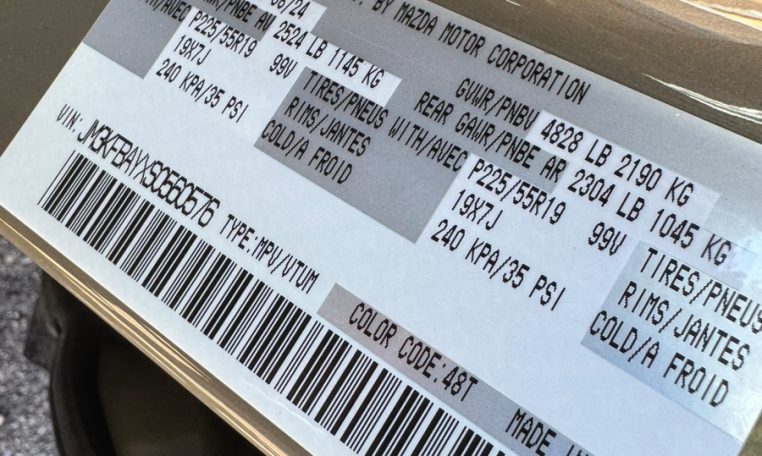 BY MAZDA MOTOR CORPORATION
GVWR/PNBV 4828 LB 2190 KG
2524 LB 1145 KG
REAR GAWR/PNBE AR 2304 LB 1045 KG
P225/55R19 99V
TIRES/PNEUS WITH/AVEC P225/55R19 99V
TIRES/PNEUS
19X7J
RIMS/JANTES
19X7J
RIMS/JANTES
240 KPA/35 PSI
COLD/A FROID
240 KPA/35 PSI
COLD/A FROID
VIN: JM3KFBAYXS0560576 TYPE:MPV/VTUM
COLOR CODE:48T
MADE